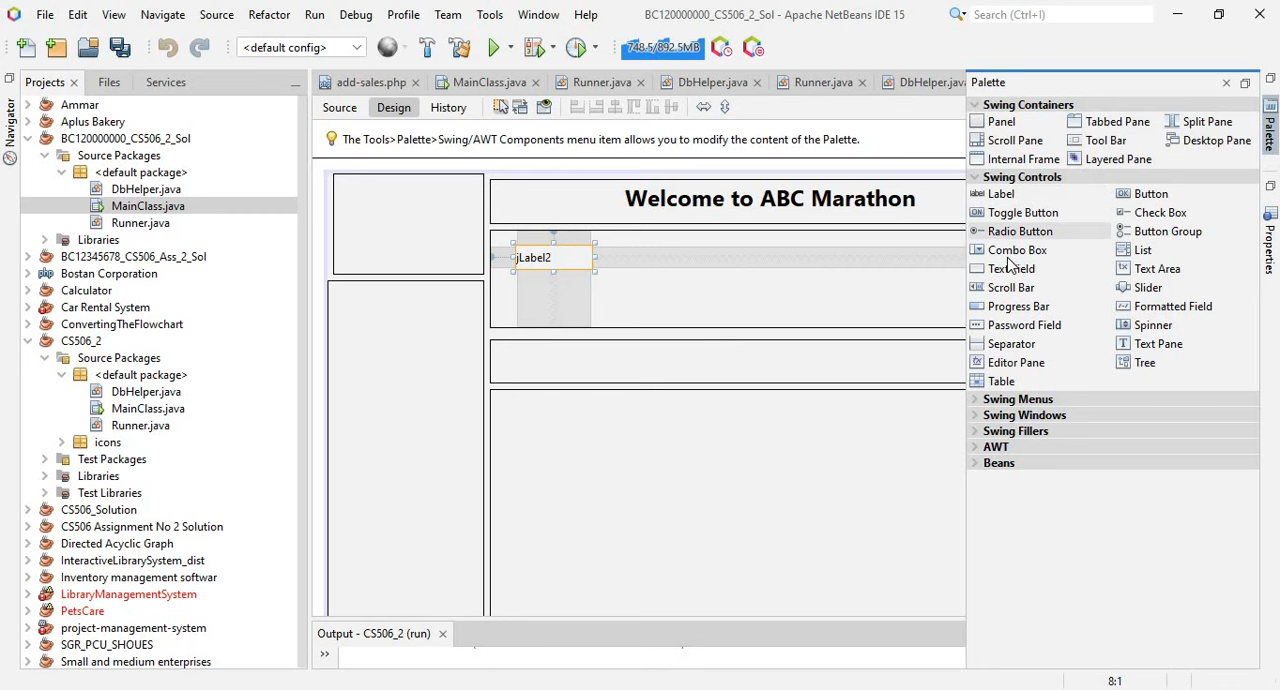 File Edit View Navigate Source Refactor Run Debug Profile Team Tools Window Help BC120000000_CS506_2_Sol - Apache NetBeans IDE 15 Search (Ctrl+I)
<default config> 748.5/892.5MB
Projects Files Services
add-sales.php MainClass.java Runner.java DbHelper.java Runner.java DbHelper.java
Palette
Source Design History
The Tools>Palette>Swing/AWT Components menu item allows you to modify the content of the Palette.
Navigator
Ammar
Aplus Bakery
BC120000000_CS506_2_Sol
Source Packages
<default package>
DbHelper.java
MainClass.java
Runner.java
Libraries
BC12345678_CS506_Ass_2_Sol
Bostan Corporation
Calculator
Car Rental System
ConvertingTheFlowchart
CS506_2
Source Packages
<default package>
DbHelper.java
MainClass.java
Runner.java
icons
Test Packages
Libraries
Test Libraries
CS506_Solution
CS506 Assignment No 2 Solution
Directed Acyclic Graph
InteractiveLibrarySystem_dist
Inventory management softwar
LibraryManagementSystem
PetsCare
project-management-system
SGR_PCU_SHOUES
Small and medium enterprises
Welcome to ABC Marathon
jLabel2
Output - CS506_2 (run)
Swing Containers
Panel Tabbed Pane Split Pane
Scroll Pane Tool Bar Desktop Pane
Internal Frame Layered Pane
Swing Controls
Label Button
Toggle Button Check Box
Radio Button Button Group
Combo Box List
Text Field Text Area
Scroll Bar Slider
Progress Bar Formatted Field
Password Field Spinner
Separator Text Pane
Editor Pane Tree
Table
Swing Menus
Swing Windows
Swing Fillers
AWT
Beans
Palette
Properties
8:1